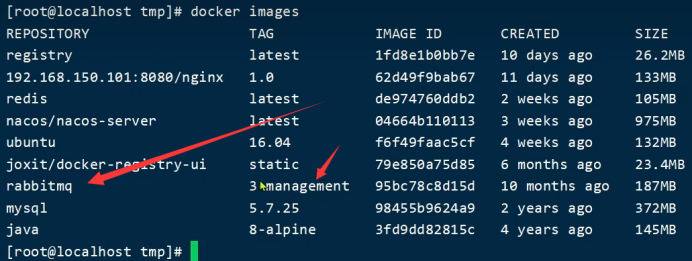 [root@localhost tmp]# docker images
REPOSITORY TAG IMAGE ID CREATED SIZE
registry latest 1fd8e1b0bb7e 10 days ago 26.2MB
192.168.150.101:8080/nginx 1.0 62d49f9bab67 11 days ago 133MB
redis latest de974760ddb2 2 weeks ago 105MB
nacos/nacos-server latest 04664b110113 3 weeks ago 975MB
ubuntu 16.04 f6f49faac5cf 4 weeks ago 132MB
joxit/docker-registry-ui static 79e850a75d85 6 months ago 23.4MB
rabbitmq 3-management 95bc78c8d15d 10 months ago 187MB
mysql 5.7.25 98455b9624a9 2 years ago 372MB
java 8-alpine 3fd9dd82815c 4 years ago 145MB
[root@localhost tmp]#